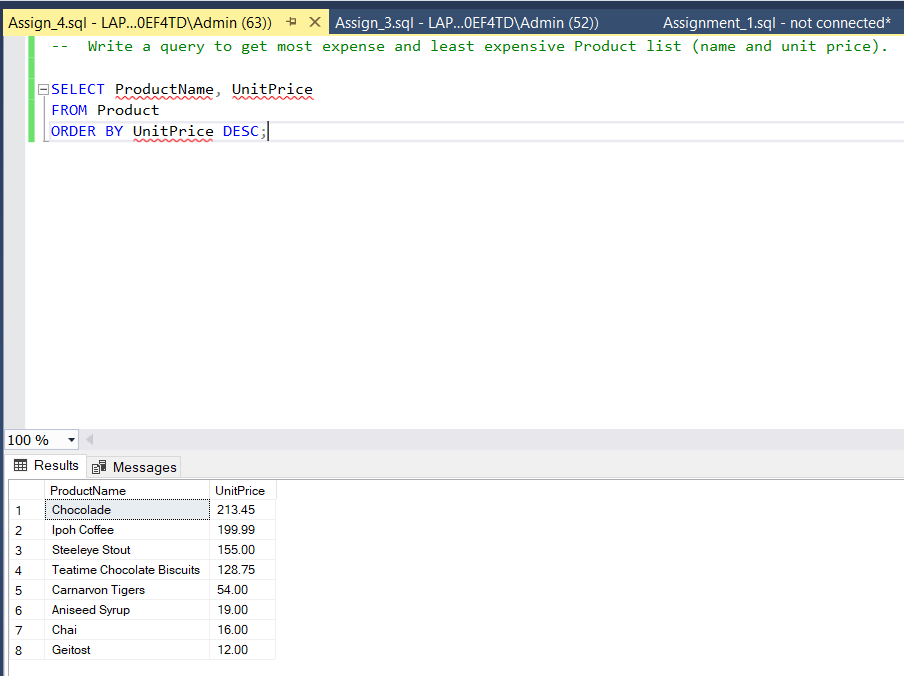 Assign_4.sql - LAP...0EF4TD\Admin (63)) Assign_3.sql - LAP...0EF4TD\Admin (52)) Assignment_1.sql - not connected*
--  Write a query to get most expense and least expensive Product list (name and unit price).
SELECT ProductName, UnitPrice
FROM Product
ORDER BY UnitPrice DESC;
100 %
Results Messages
ProductName UnitPrice
1 Chocolade 213.45
2 Ipoh Coffee 199.99
3 Steeleye Stout 155.00
4 Teatime Chocolate Biscuits 128.75
5 Carnarvon Tigers 54.00
6 Aniseed Syrup 19.00
7 Chai 16.00
8 Geitost 12.00